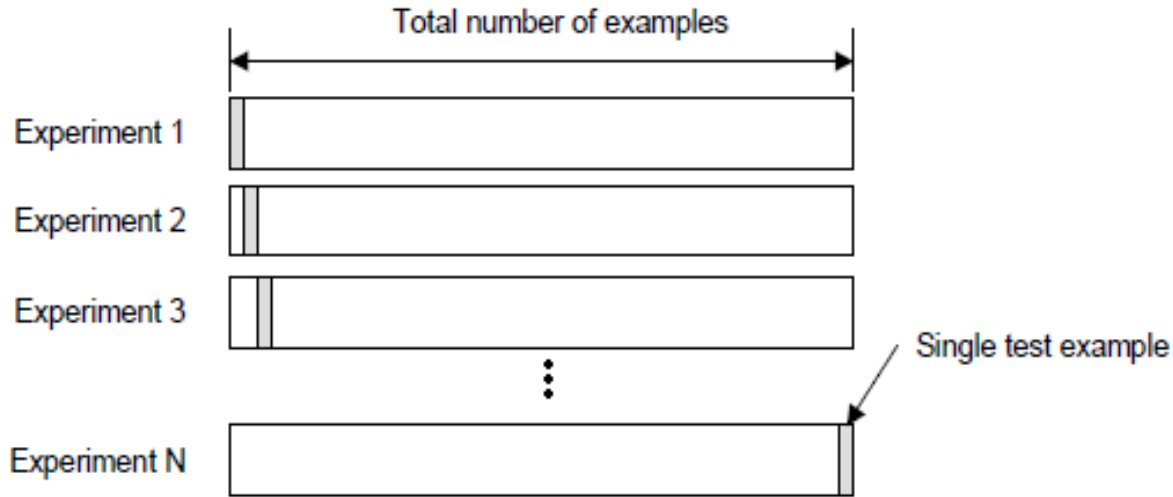 Total number of examples
Experiment 1
Experiment 2
Experiment 3
Single test example
Experiment N